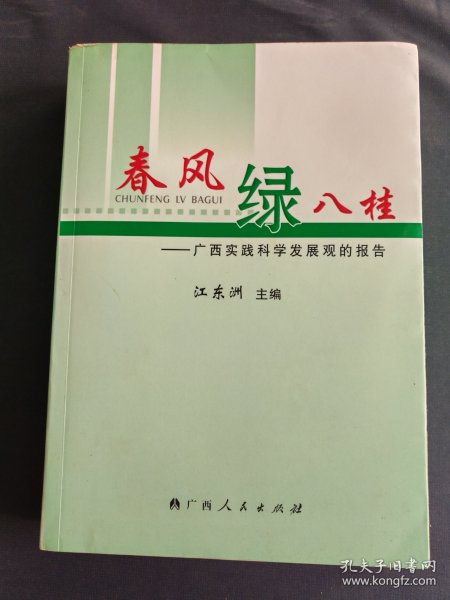 春风绿八桂
CHUNFENG LV BAGUI
——广西实践科学发展观的报告
江东洲 主编
广西人民出版社
孔夫子旧书网
www.kongfz.com